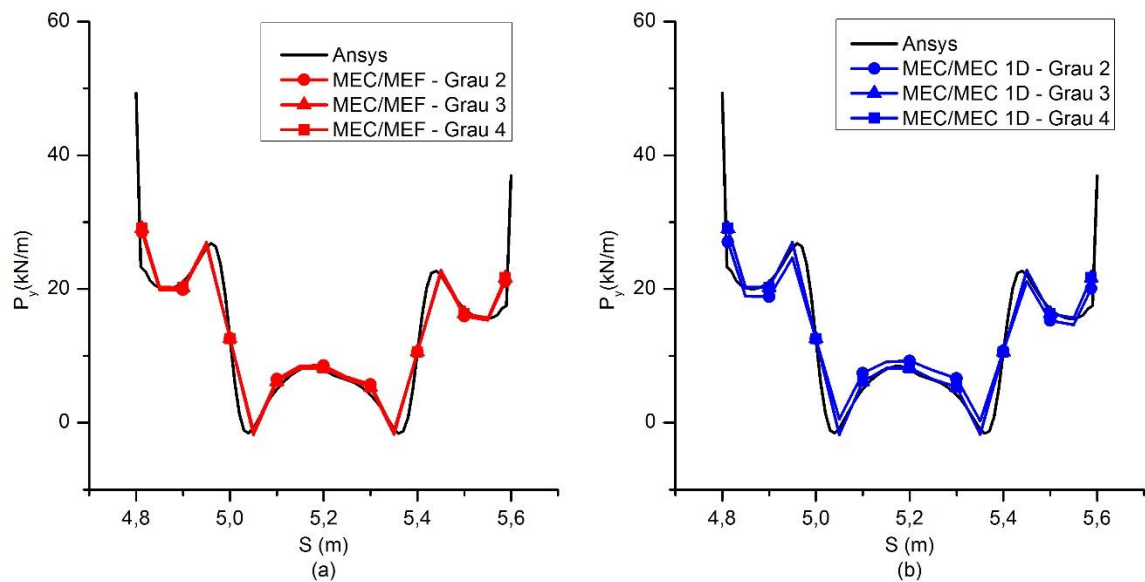 60
40
20
0
P_y(kN/m)
Ansys
MEC/MEF - Grau 2
MEC/MEF - Grau 3
MEC/MEF - Grau 4
4,8
5,0
5,2
5,4
5,6
S (m)
(a)
60
40
20
0
P_y(kN/m)
Ansys
MEC/MEC 1D - Grau 2
MEC/MEC 1D - Grau 3
MEC/MEC 1D - Grau 4
4,8
5,0
5,2
5,4
5,6
S (m)
(b)